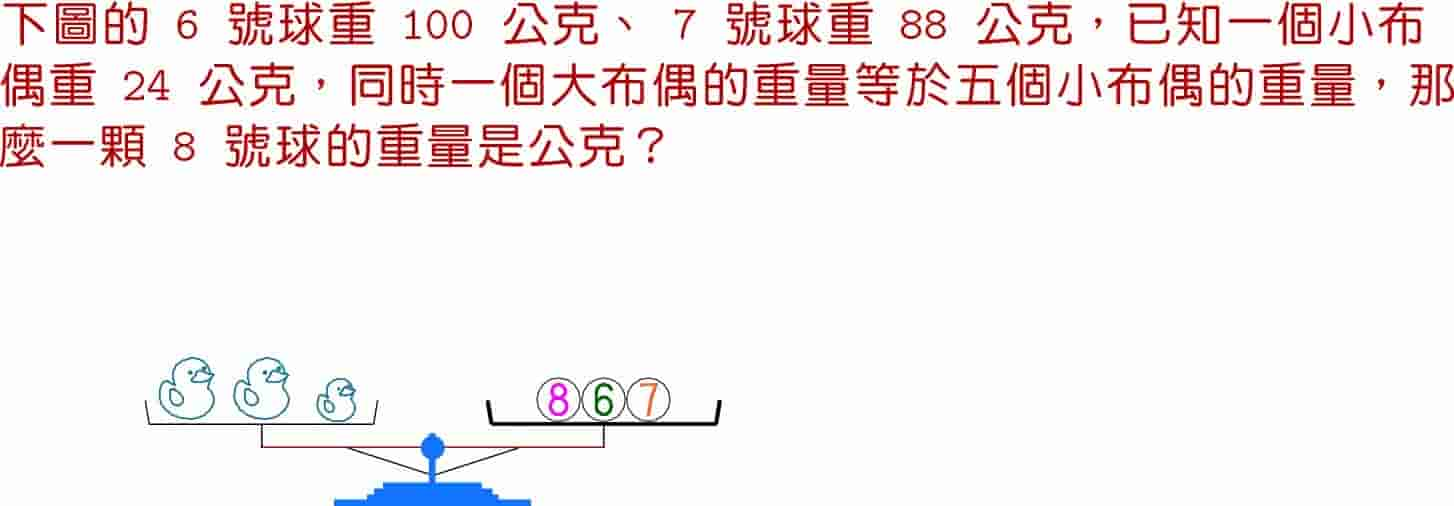 下圖的 6 號球重 100 公克、 7 號球重 88 公克，已知一個小布
偶重 24 公克，同時一個大布偶的重量等於五個小布偶的重量，那
麼一顆 8 號球的重量是公克？
8 6 7